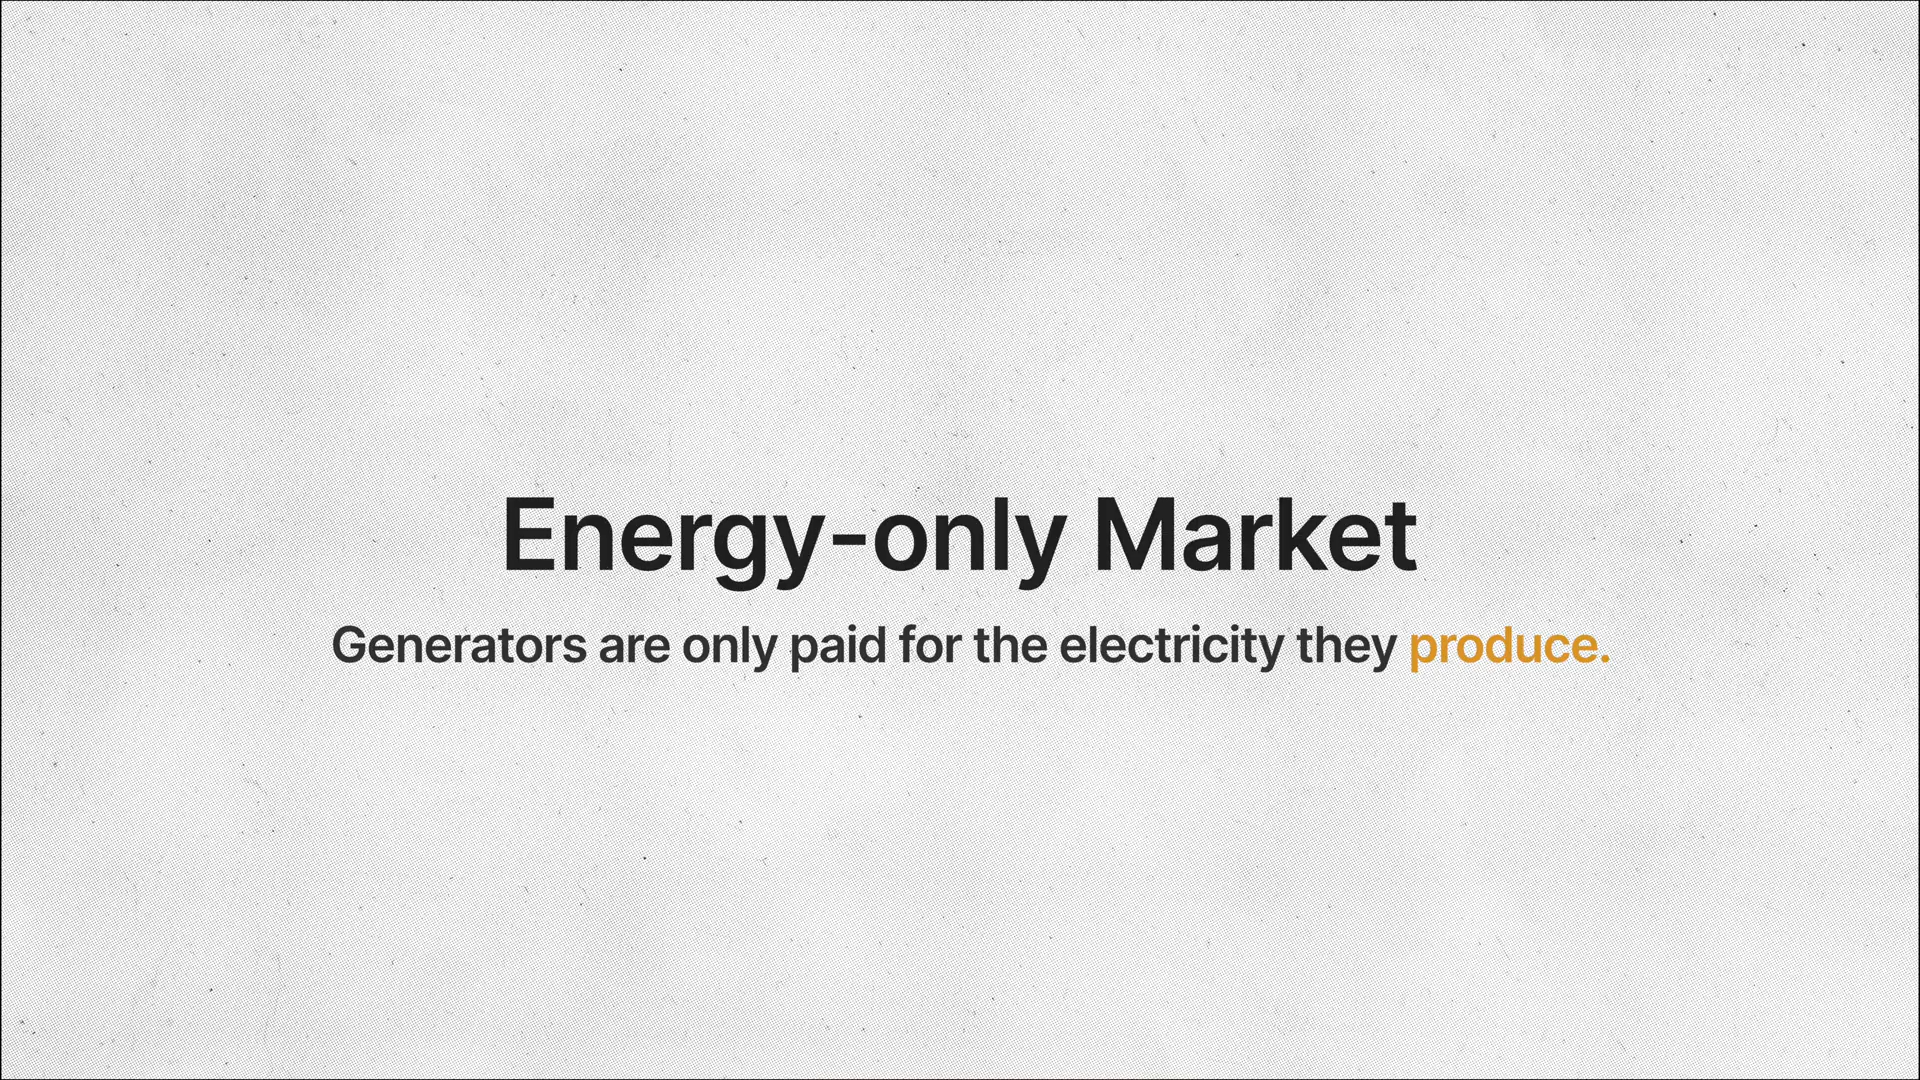 Energy-only Market
Generators are only paid for the electricity they produce.